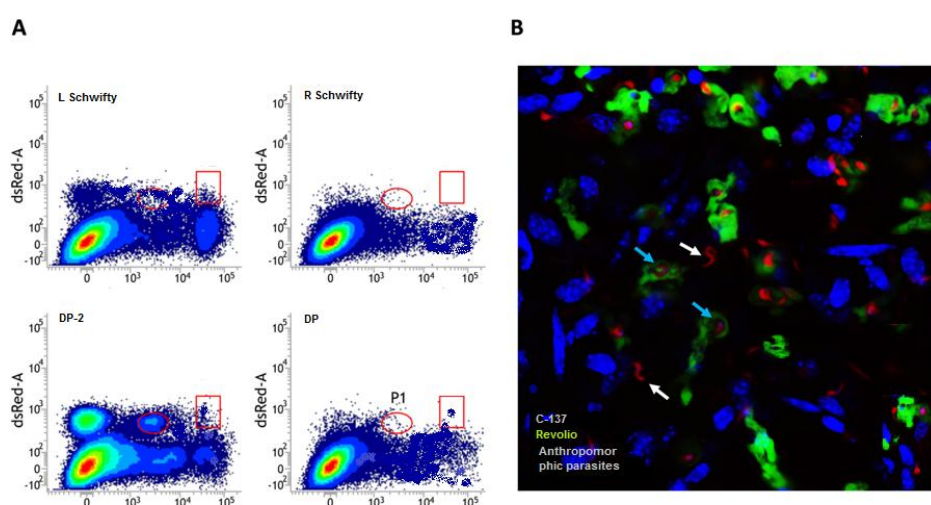 A
B
L Schwifty
R Schwifty
dsRed-A
10⁵
10⁴
10³
10²
0
-10²
0
10³
10⁴
10⁵
dsRed-A
10⁵
10⁴
10³
10²
0
-10²
0
10³
10⁴
10⁵
DP-2
DP
P1
dsRed-A
10⁵
10⁴
10³
10²
0
-10²
0
10³
10⁴
10⁵
dsRed-A
10⁵
10⁴
10³
10²
0
-10²
0
10³
10⁴
10⁵
C-137
Revolio
Anthropomor
phic parasites